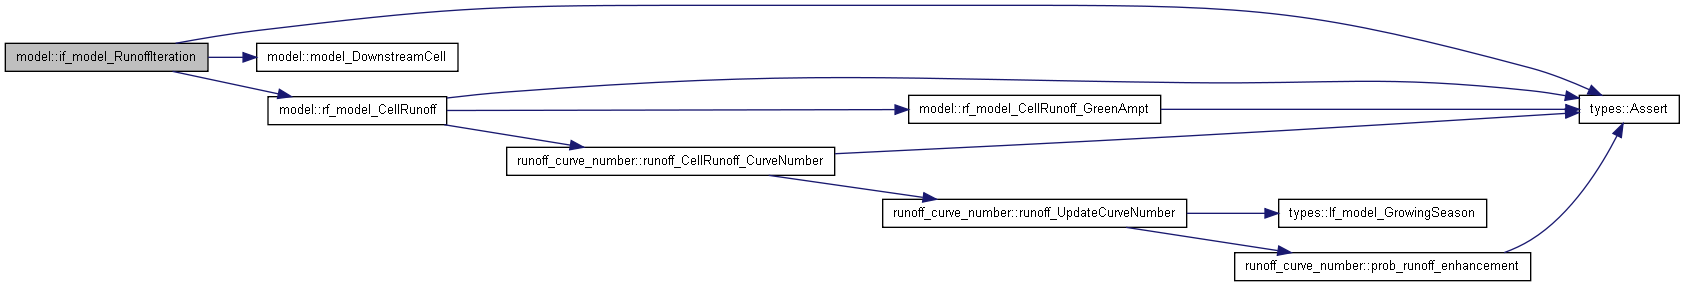 model::if_model_RunoffIteration
model::model_DownstreamCell
model::rf_model_CellRunoff
model::rf_model_CellRunoff_GreenAmpt
types::Assert
runoff_curve_number::runoff_CellRunoff_CurveNumber
runoff_curve_number::runoff_UpdateCurveNumber
types::lf_model_GrowingSeason
runoff_curve_number::prob_runoff_enhancement